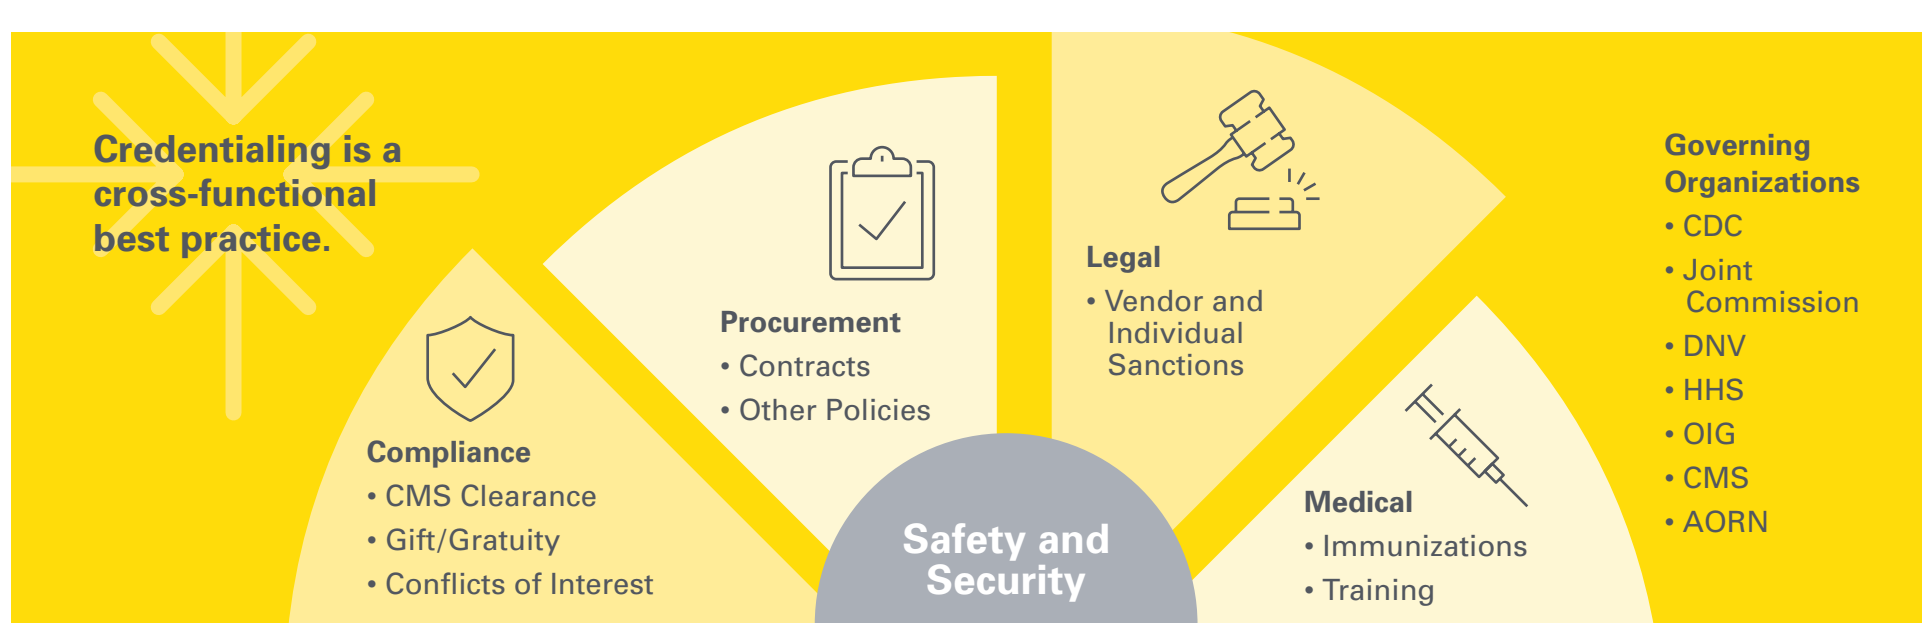 Credentialing is a
cross-functional
best practice.
Compliance
• CMS Clearance
• Gift/Gratuity
• Conflicts of Interest
Procurement
• Contracts
• Other Policies
Legal
• Vendor and
Individual
Sanctions
Medical
• Immunizations
• Training
Safety and
Security
Governing
Organizations
• CDC
• Joint
Commission
• DNV
• HHS
• OIG
• CMS
• AORN